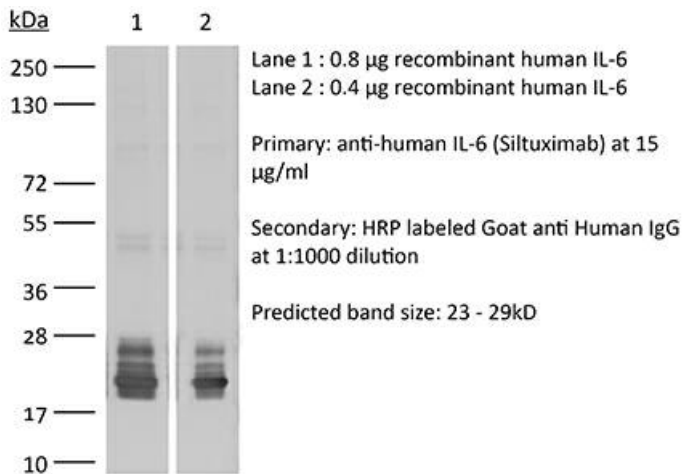 kDa
1 2
250
130
72
55
36
28
17
10
Lane 1 : 0.8 µg recombinant human IL-6
Lane 2 : 0.4 µg recombinant human IL-6
Primary: anti-human IL-6 (Siltuximab) at 15
µg/ml
Secondary: HRP labeled Goat anti Human IgG
at 1:1000 dilution
Predicted band size: 23 - 29kD